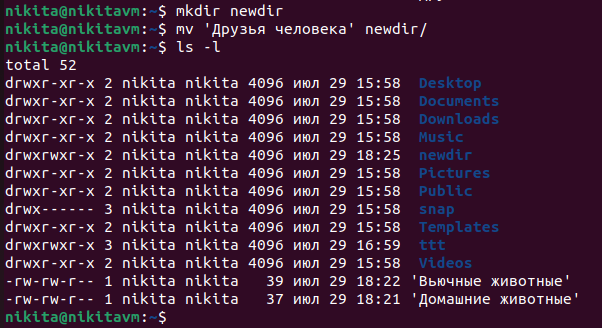 nikita@nikitavm:~$ mkdir newdir
nikita@nikitavm:~$ mv 'Друзья человека' newdir/
nikita@nikitavm:~$ ls -l
total 52
drwxr-xr-x 2 nikita nikita 4096 июл 29 15:58  Desktop
drwxr-xr-x 2 nikita nikita 4096 июл 29 15:58  Documents
drwxr-xr-x 2 nikita nikita 4096 июл 29 15:58  Downloads
drwxr-xr-x 2 nikita nikita 4096 июл 29 15:58  Music
drwxrwxr-x 2 nikita nikita 4096 июл 29 18:25  newdir
drwxr-xr-x 2 nikita nikita 4096 июл 29 15:58  Pictures
drwxr-xr-x 2 nikita nikita 4096 июл 29 15:58  Public
drwx------ 3 nikita nikita 4096 июл 29 15:58  snap
drwxr-xr-x 2 nikita nikita 4096 июл 29 15:58  Templates
drwxrwxr-x 3 nikita nikita 4096 июл 29 16:59  ttt
drwxr-xr-x 2 nikita nikita 4096 июл 29 15:58  Videos
-rw-rw-r-- 1 nikita nikita   39 июл 29 18:22 'Вьючные животные'
-rw-rw-r-- 1 nikita nikita   37 июл 29 18:21 'Домашние животные'
nikita@nikitavm:~$